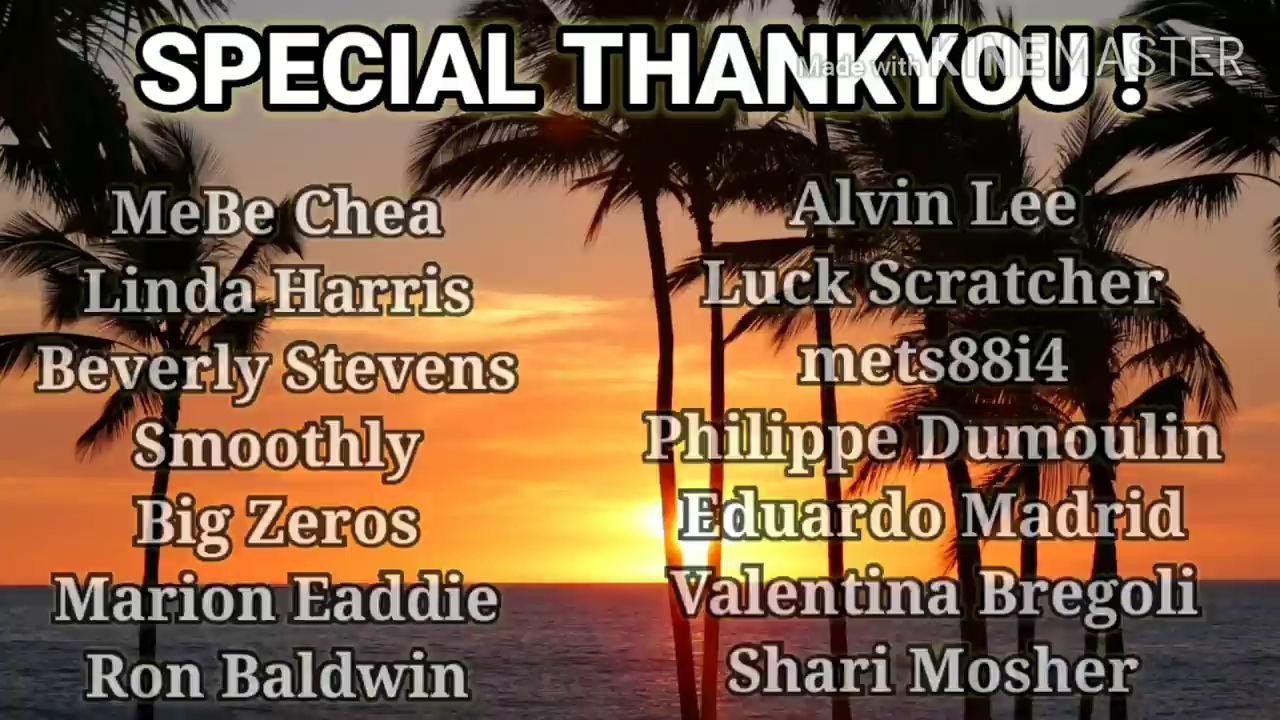 SPECIAL THANKYOU !
Made with KINEMASTER
MeBe Chea
Linda Harris
Beverly Stevens
Smoothly
Big Zeros
Marion Eaddie
Ron Baldwin
Alvin Lee
Luck Scratcher
mets88i4
Philippe Dumoulin
Eduardo Madrid
Valentina Bregoli
Shari Mosher